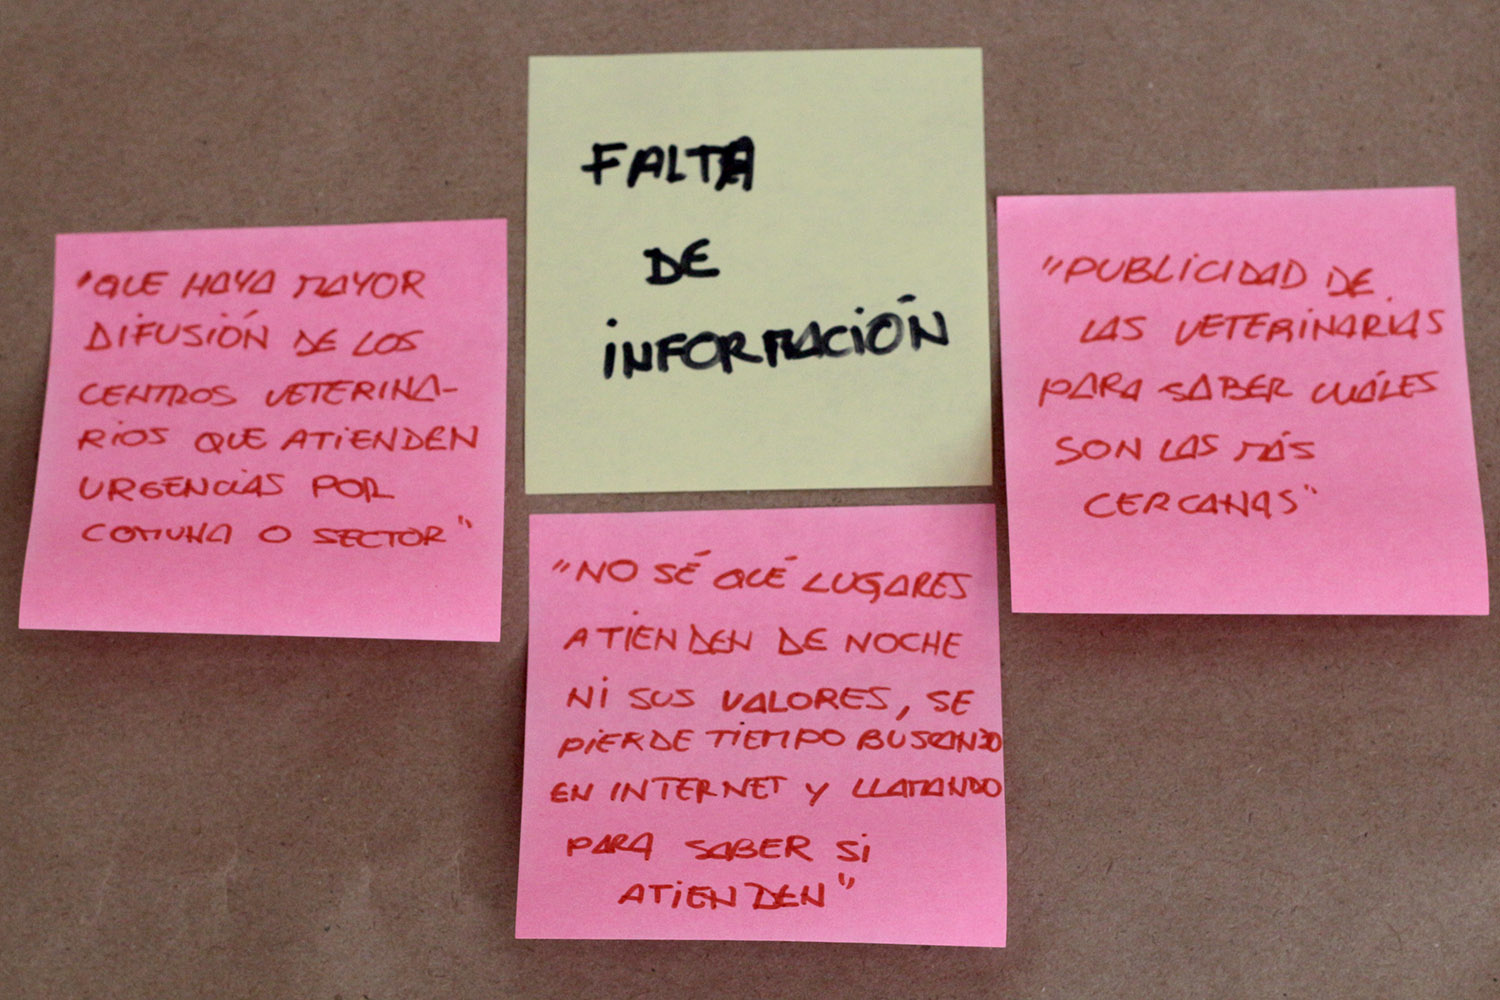 FALTA
DE
INFORMACIÓN
"QUE HAYA MAYOR
DIFUSIÓN DE LOS
CENTROS VETERINA-
RIOS QUE ATIENDEN
URGENCIAS POR
COMUNA O SECTOR"
"NO SÉ QUÉ LUGARES
ATIENDEN DE NOCHE
NI SUS VALORES, SE
PIERDE TIEMPO BUSCANDO
EN INTERNET Y LLAMANDO
PARA SABER SI
ATIENDEN"
"PUBLICIDAD DE
LAS VETERINARIAS
PARA SABER CUÁLES
SON LAS MÁS
CERCANAS"